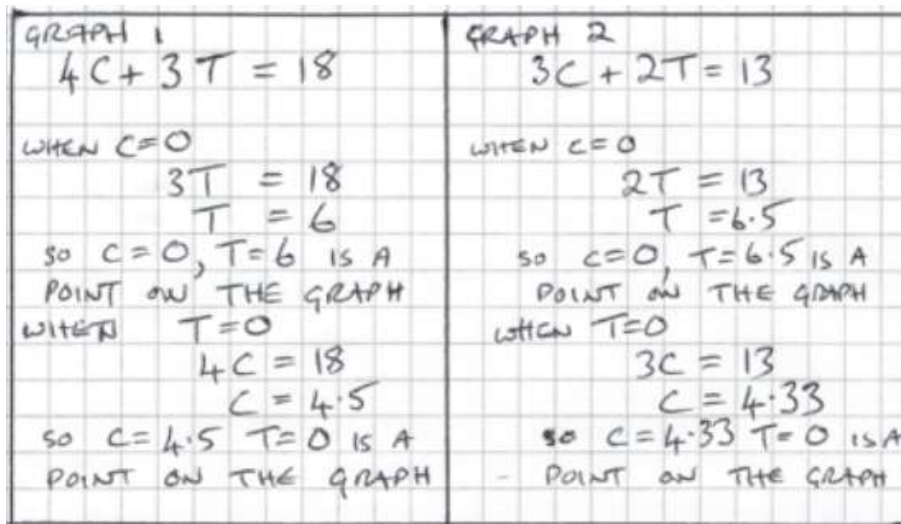 GRAPH 1
4C + 3T = 18
WHEN C=0
3T = 18
T = 6
SO C=0, T=6 IS A
POINT ON THE GRAPH
WHEN T=0
4C = 18
C = 4.5
SO C=4.5 T=0 IS A
POINT ON THE GRAPH
GRAPH 2
3C + 2T = 13
WHEN C=0
2T = 13
T = 6.5
SO C=0, T=6.5 IS A
POINT ON THE GRAPH
WHEN T=0
3C = 13
C = 4.33
SO C=4.33 T=0 IS A
POINT ON THE GRAPH